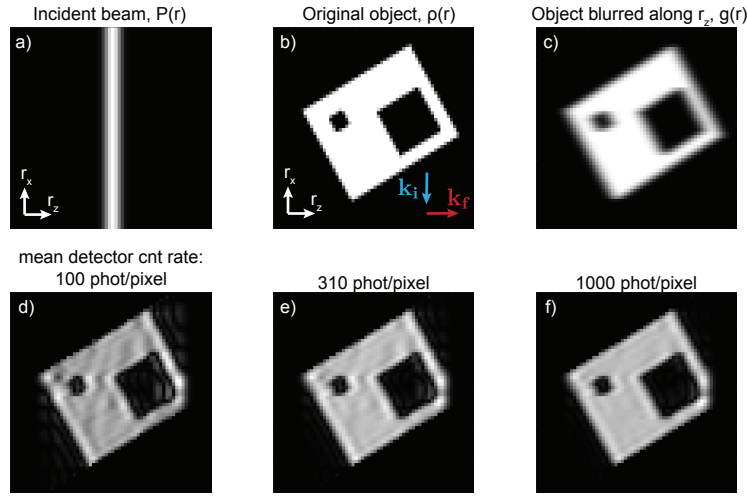 Incident beam, P(r)
Original object, ρ(r)
Object blurred along r_z, g(r)
a)
b)
c)
r_x
r_z
r_x
r_z
k_i
k_f
mean detector cnt rate:
100 phot/pixel
310 phot/pixel
1000 phot/pixel
d)
e)
f)